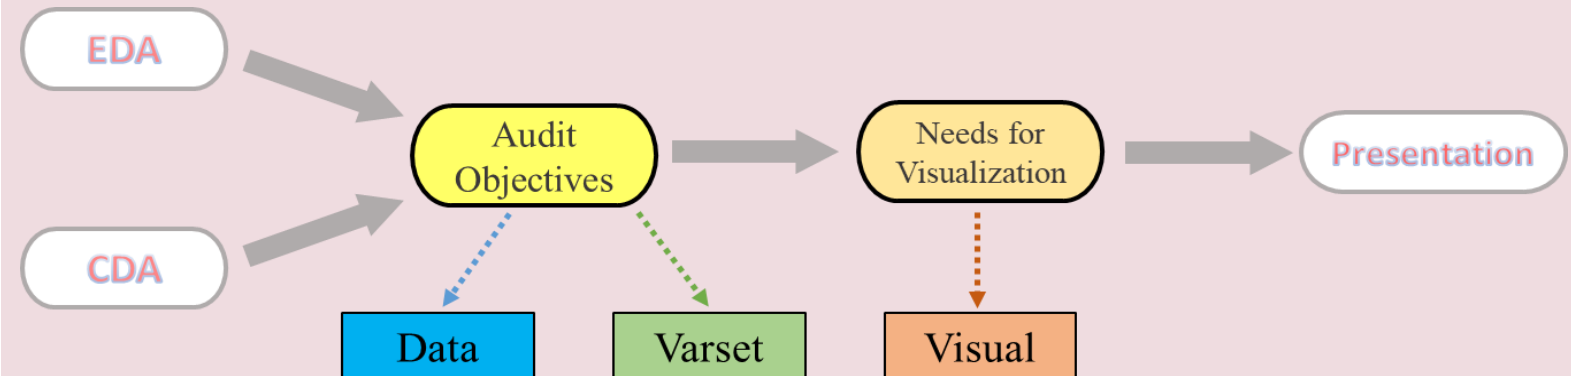 EDA
Audit
Objectives
Needs for
Visualization
Presentation
CDA
Data
Varset
Visual